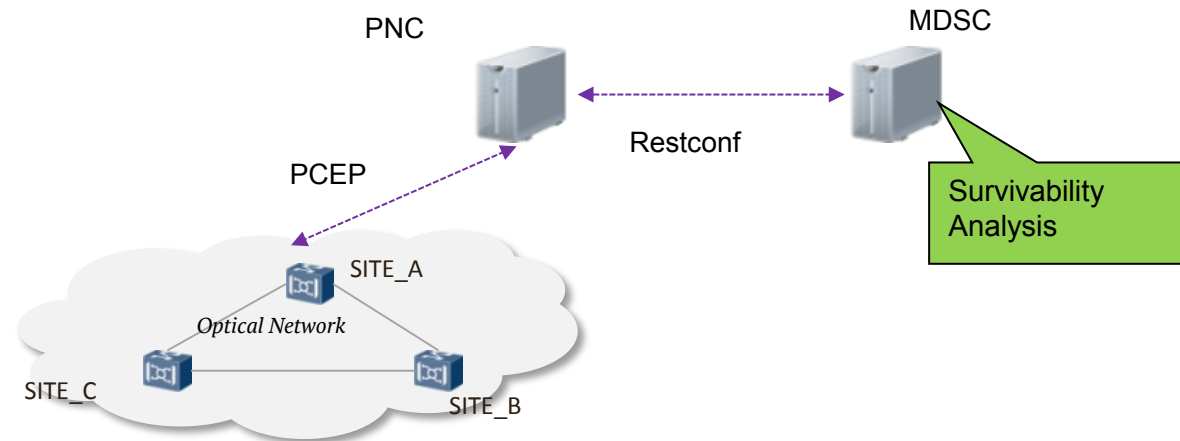 PNC
MDSC
Restconf
PCEP
Survivability
Analysis
SITE_A
Optical Network
SITE_C
SITE_B